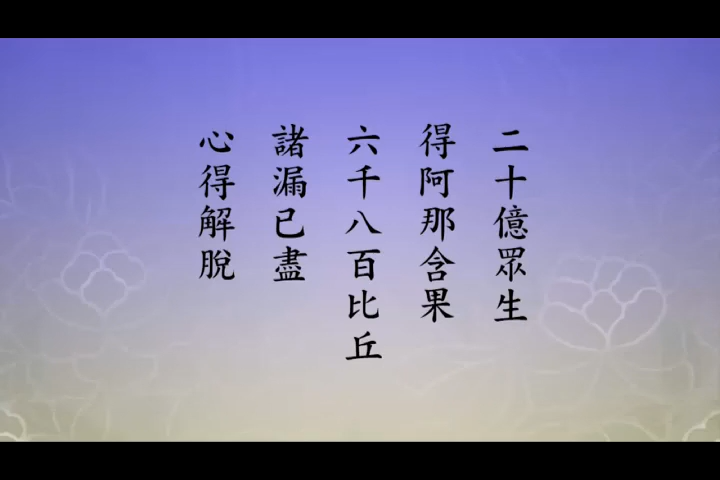 二十億眾生
得阿那含果
六千八百比丘
諸漏已盡
心得解脫